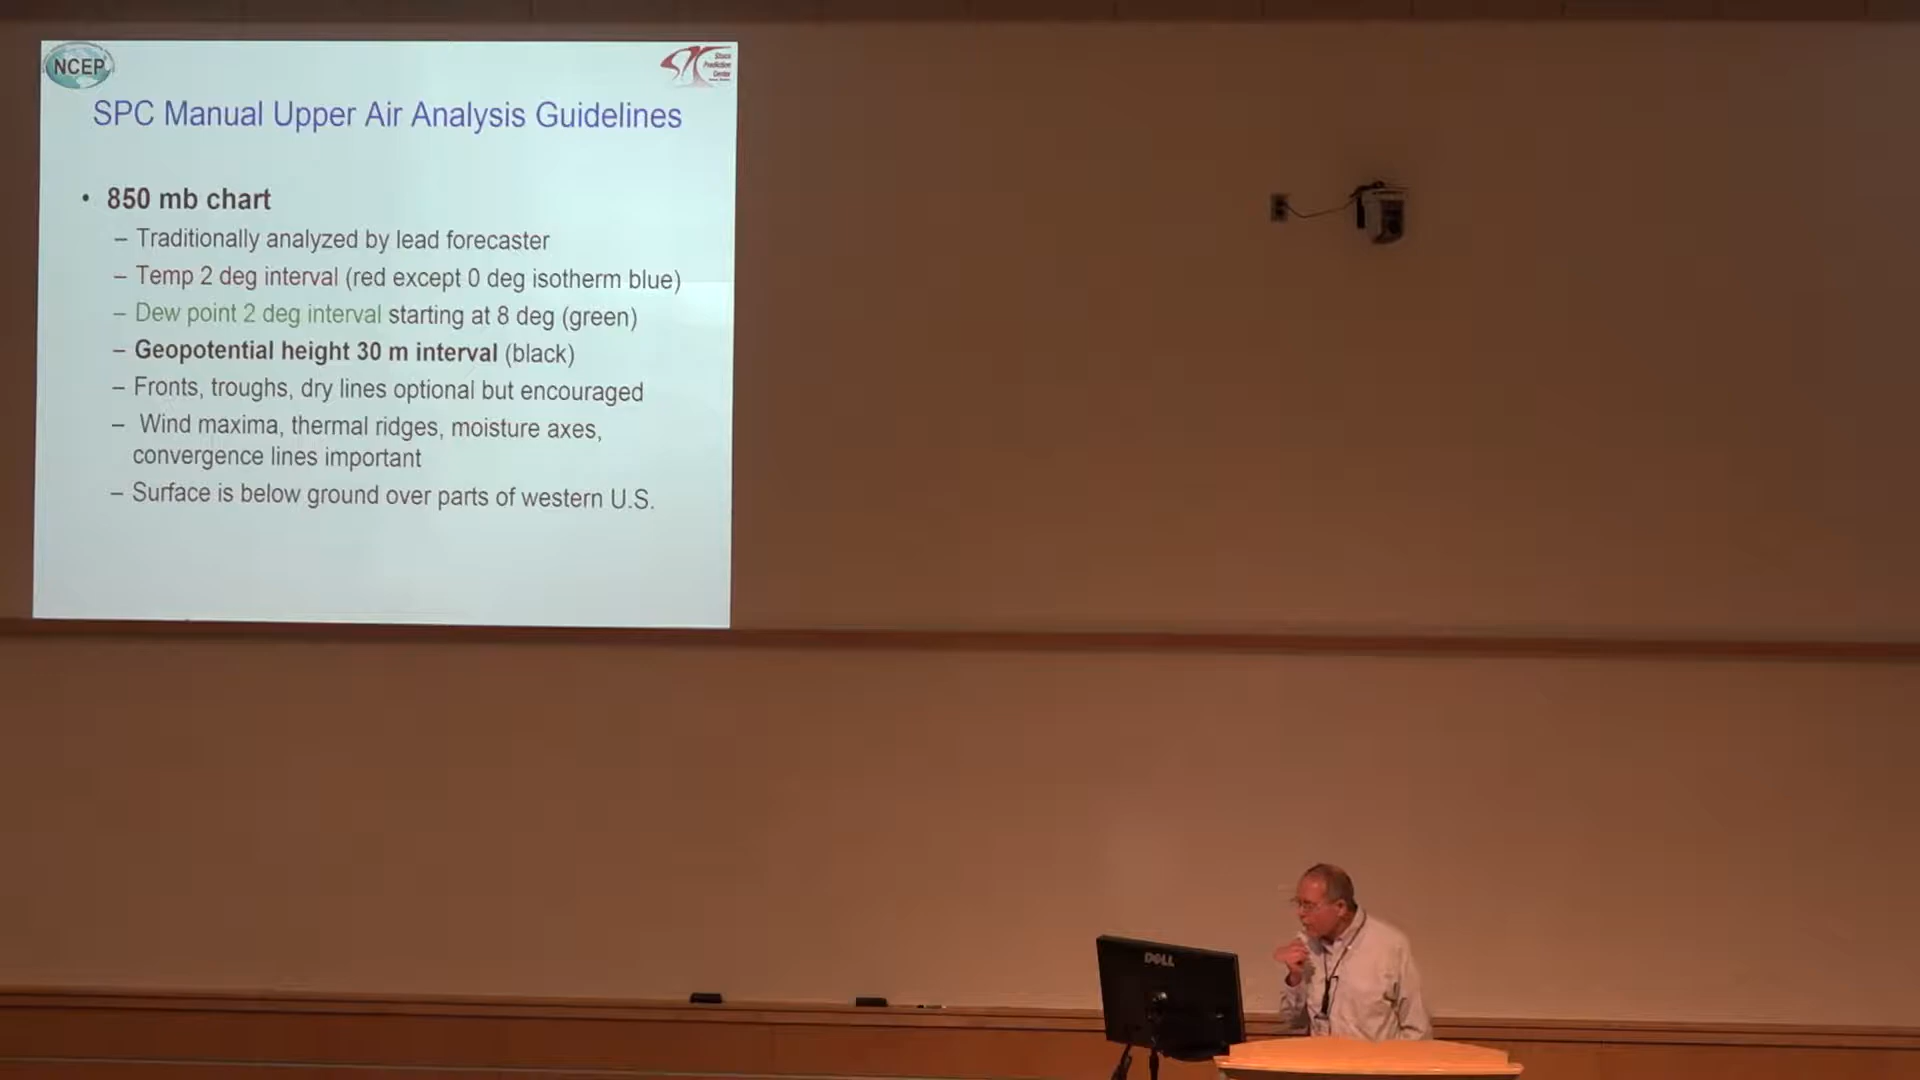 NCEP
Storm
Prediction
Center
SPC Manual Upper Air Analysis Guidelines
• 850 mb chart
– Traditionally analyzed by lead forecaster
– Temp 2 deg interval (red except 0 deg isotherm blue)
– Dew point 2 deg interval starting at 8 deg (green)
– Geopotential height 30 m interval (black)
– Fronts, troughs, dry lines optional but encouraged
– Wind maxima, thermal ridges, moisture axes,
convergence lines important
– Surface is below ground over parts of western U.S.
DELL